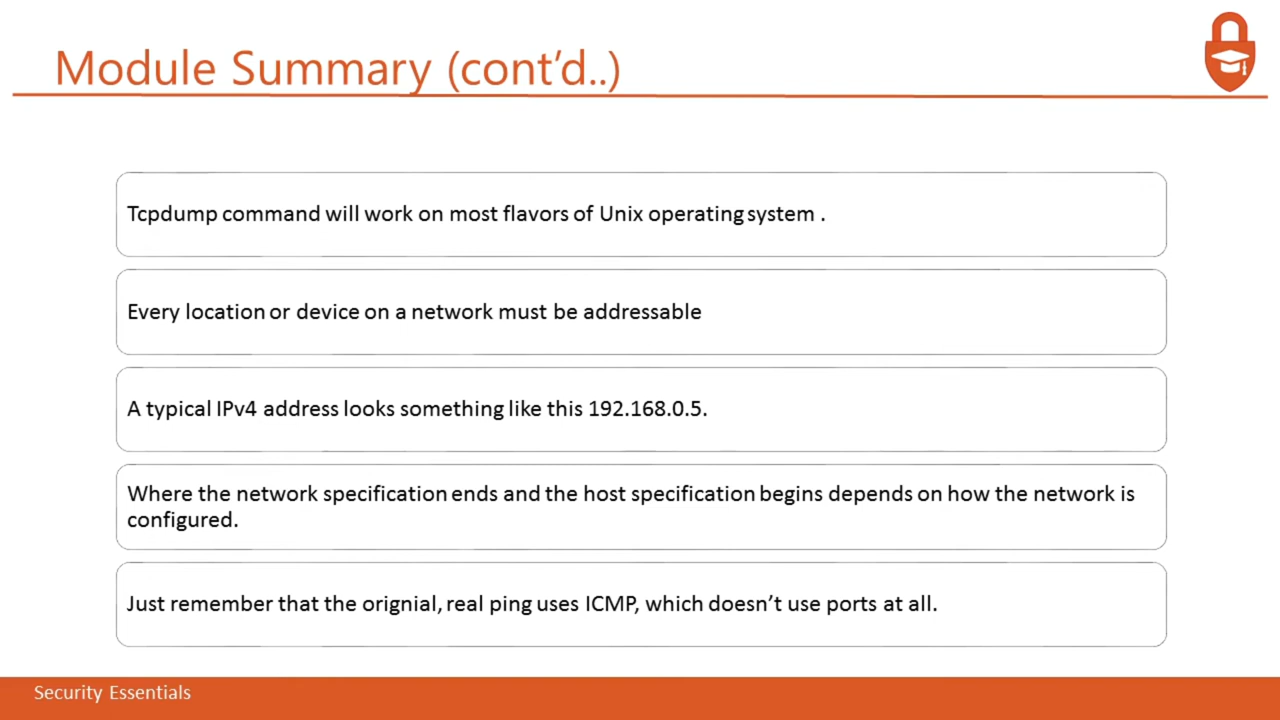 Module Summary (cont’d..)
Tcpdump command will work on most flavors of Unix operating system .
Every location or device on a network must be addressable
A typical IPv4 address looks something like this 192.168.0.5.
Where the network specification ends and the host specification begins depends on how the network is
configured.
Just remember that the orignial, real ping uses ICMP, which doesn’t use ports at all.
Security Essentials